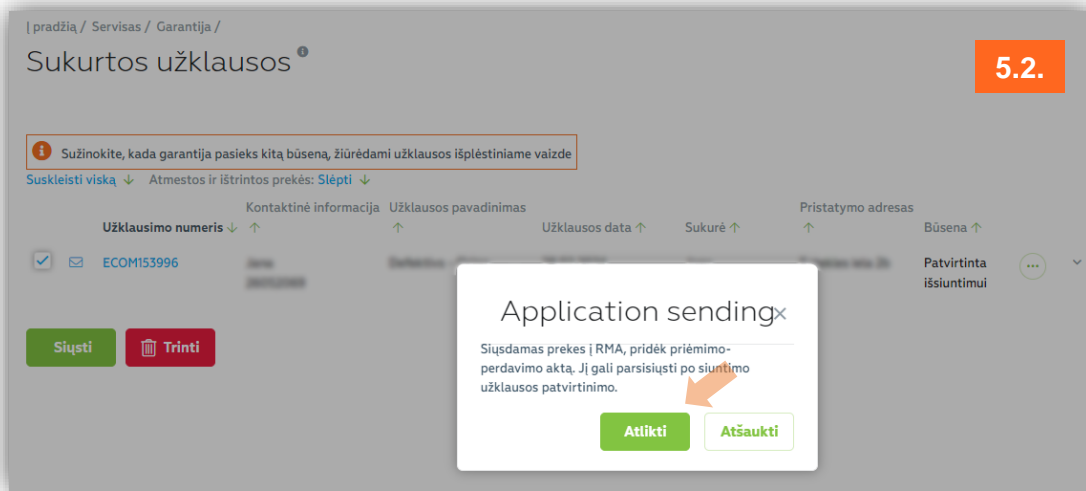 Į pradžią / Servisas / Garantija /
Sukurtos užklausos
5.2.
Sužinokite, kada garantija pasieks kitą būseną, žiūrėdami užklausos išplėstiniame vaizde
Suskleisti viską ↓ Atmestos ir ištrintos prekės: Slėpti ↓
Kontaktinė informacija Užklausos pavadinimas Pristatymo adresas
Užklausimo numeris ↓ ↑ ↑ Užklausos data ↑ Sukurė ↑ ↑ Būsena ↑
ECOM153996 Patvirtinta
išsiuntimui
Siųsti Trinti
Application sending ×
Siųsdamas prekes į RMA, pridėk priėmimo-
perdavimo aktą. Jį gali parsisiųsti po siuntimo
užklausos patvirtinimo.
Atlikti Atšaukti